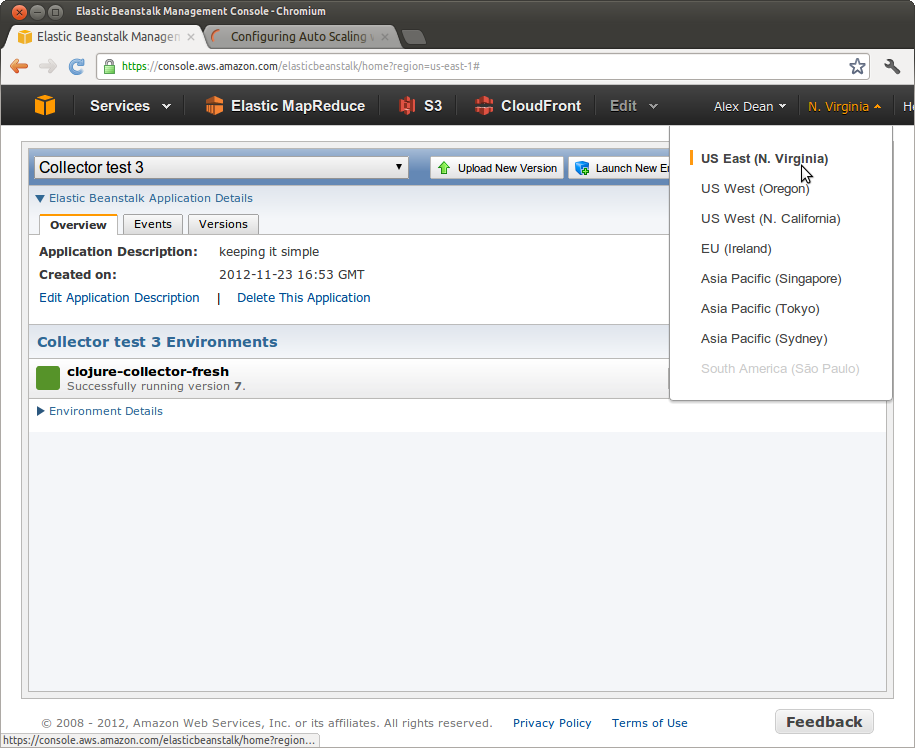 Elastic Beanstalk Management Console - Chromium
Elastic Beanstalk Managen
Configuring Auto Scaling
https://console.aws.amazon.com/elasticbeanstalk/home?region=us-east-1#
Services Elastic MapReduce S3 CloudFront Edit Alex Dean N. Virginia He
Collector test 3 Upload New Version Launch New En
Elastic Beanstalk Application Details
Overview Events Versions
Application Description: keeping it simple
Created on: 2012-11-23 16:53 GMT
Edit Application Description | Delete This Application
Collector test 3 Environments
clojure-collector-fresh
Successfully running version 7.
Environment Details
US East (N. Virginia)
US West (Oregon)
US West (N. California)
EU (Ireland)
Asia Pacific (Singapore)
Asia Pacific (Tokyo)
Asia Pacific (Sydney)
South America (São Paulo)
© 2008 - 2012, Amazon Web Services, Inc. or its affiliates. All rights reserved. Privacy Policy Terms of Use Feedback
https://console.aws.amazon.com/elasticbeanstalk/home?region...